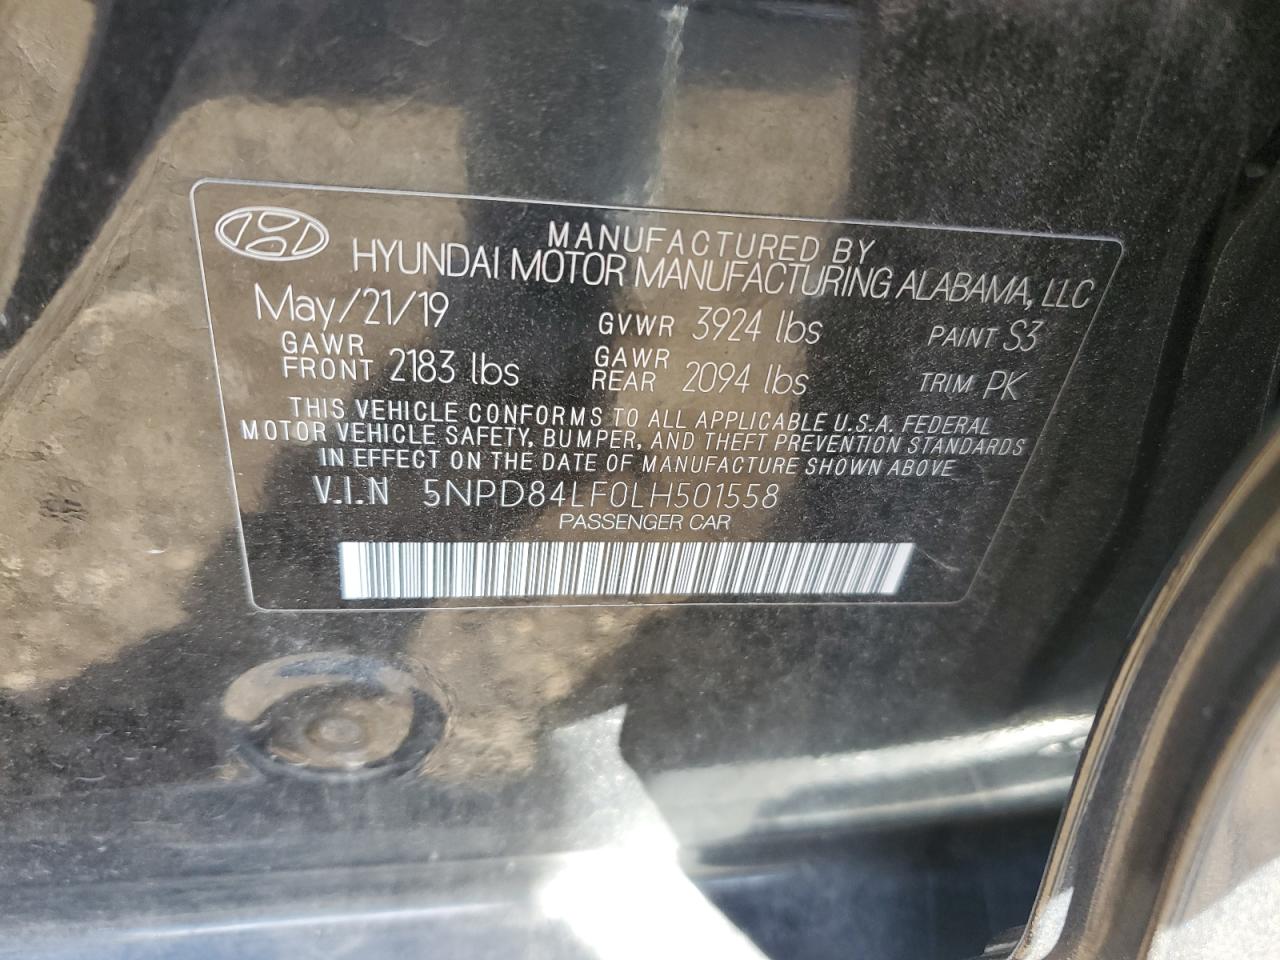 MANUFACTURED BY
HYUNDAI MOTOR MANUFACTURING ALABAMA, LLC
May/21/19 GVWR 3924 lbs PAINT S3
GAWR FRONT 2183 lbs GAWR REAR 2094 lbs TRIM PK
THIS VEHICLE CONFORMS TO ALL APPLICABLE U.S.A. FEDERAL
MOTOR VEHICLE SAFETY, BUMPER, AND THEFT PREVENTION STANDARDS
IN EFFECT ON THE DATE OF MANUFACTURE SHOWN ABOVE
V.I.N 5NPD84LF0LH501558
PASSENGER CAR